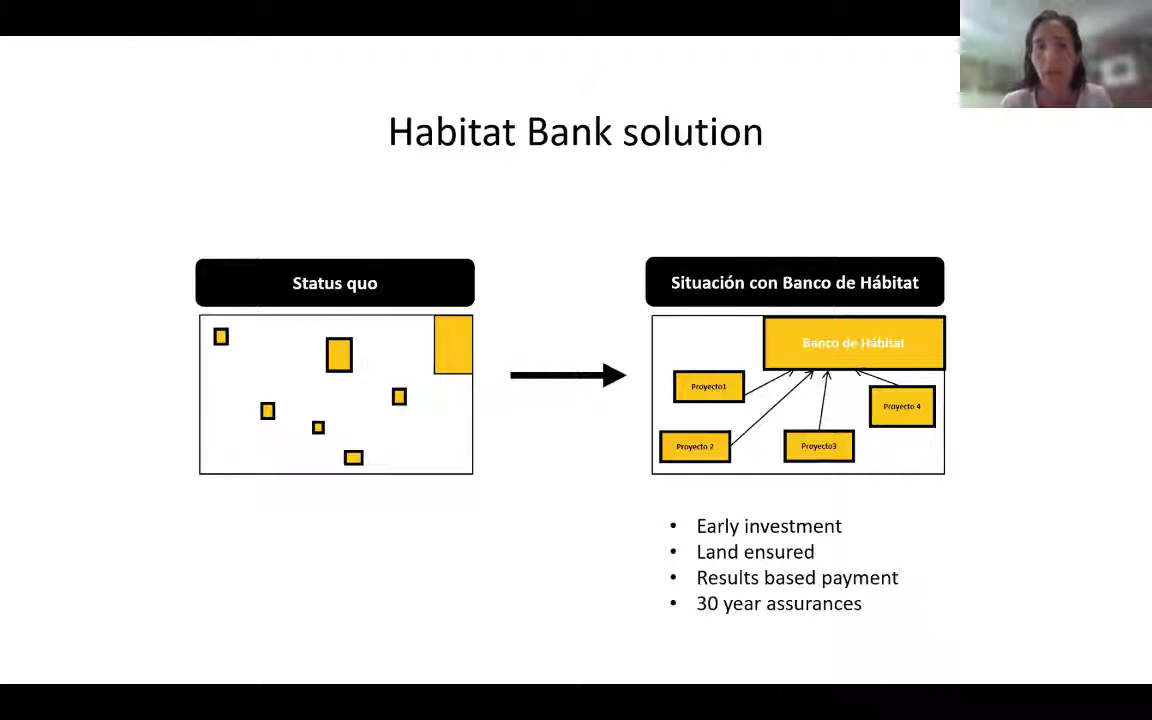 Habitat Bank solution
Status quo
Situación con Banco de Hábitat
Banco de Hábitat
Proyecto1
Proyecto 4
Proyecto 2
Proyecto3
• Early investment
• Land ensured
• Results based payment
• 30 year assurances